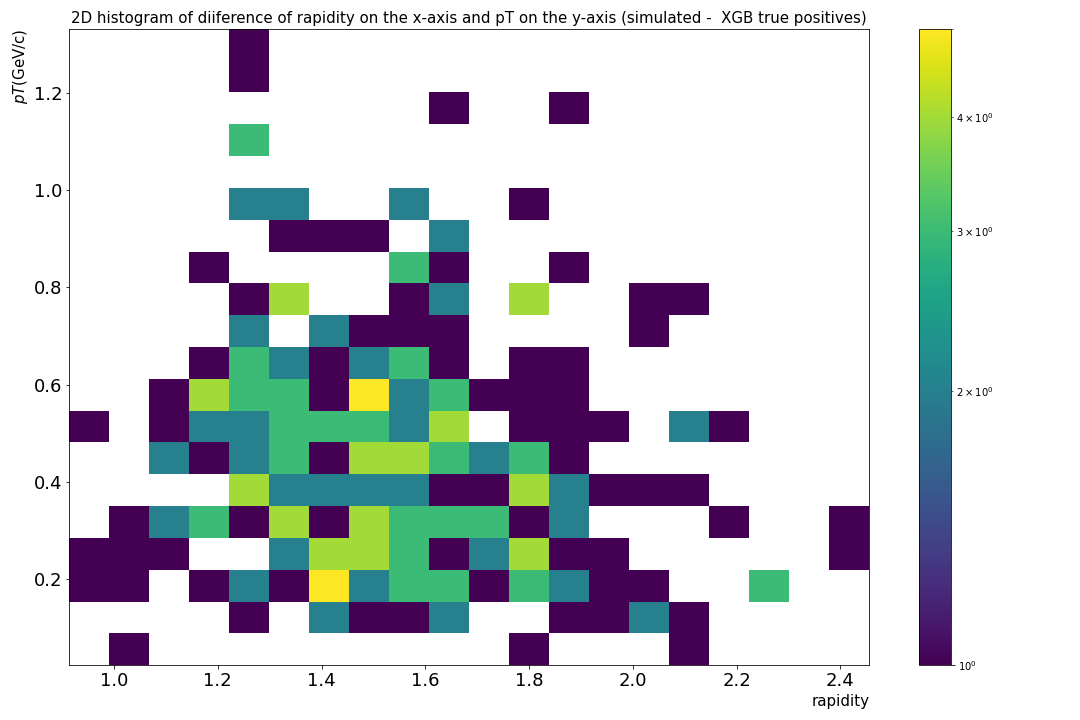 2D histogram of diiference of rapidity on the x-axis and pT on the y-axis (simulated -  XGB true positives)
pT(GeV/c)
1.2
1.0
0.8
0.6
0.4
0.2
1.0 1.2 1.4 1.6 1.8 2.0 2.2 2.4
rapidity
4 × 10⁰
3 × 10⁰
2 × 10⁰
10⁰